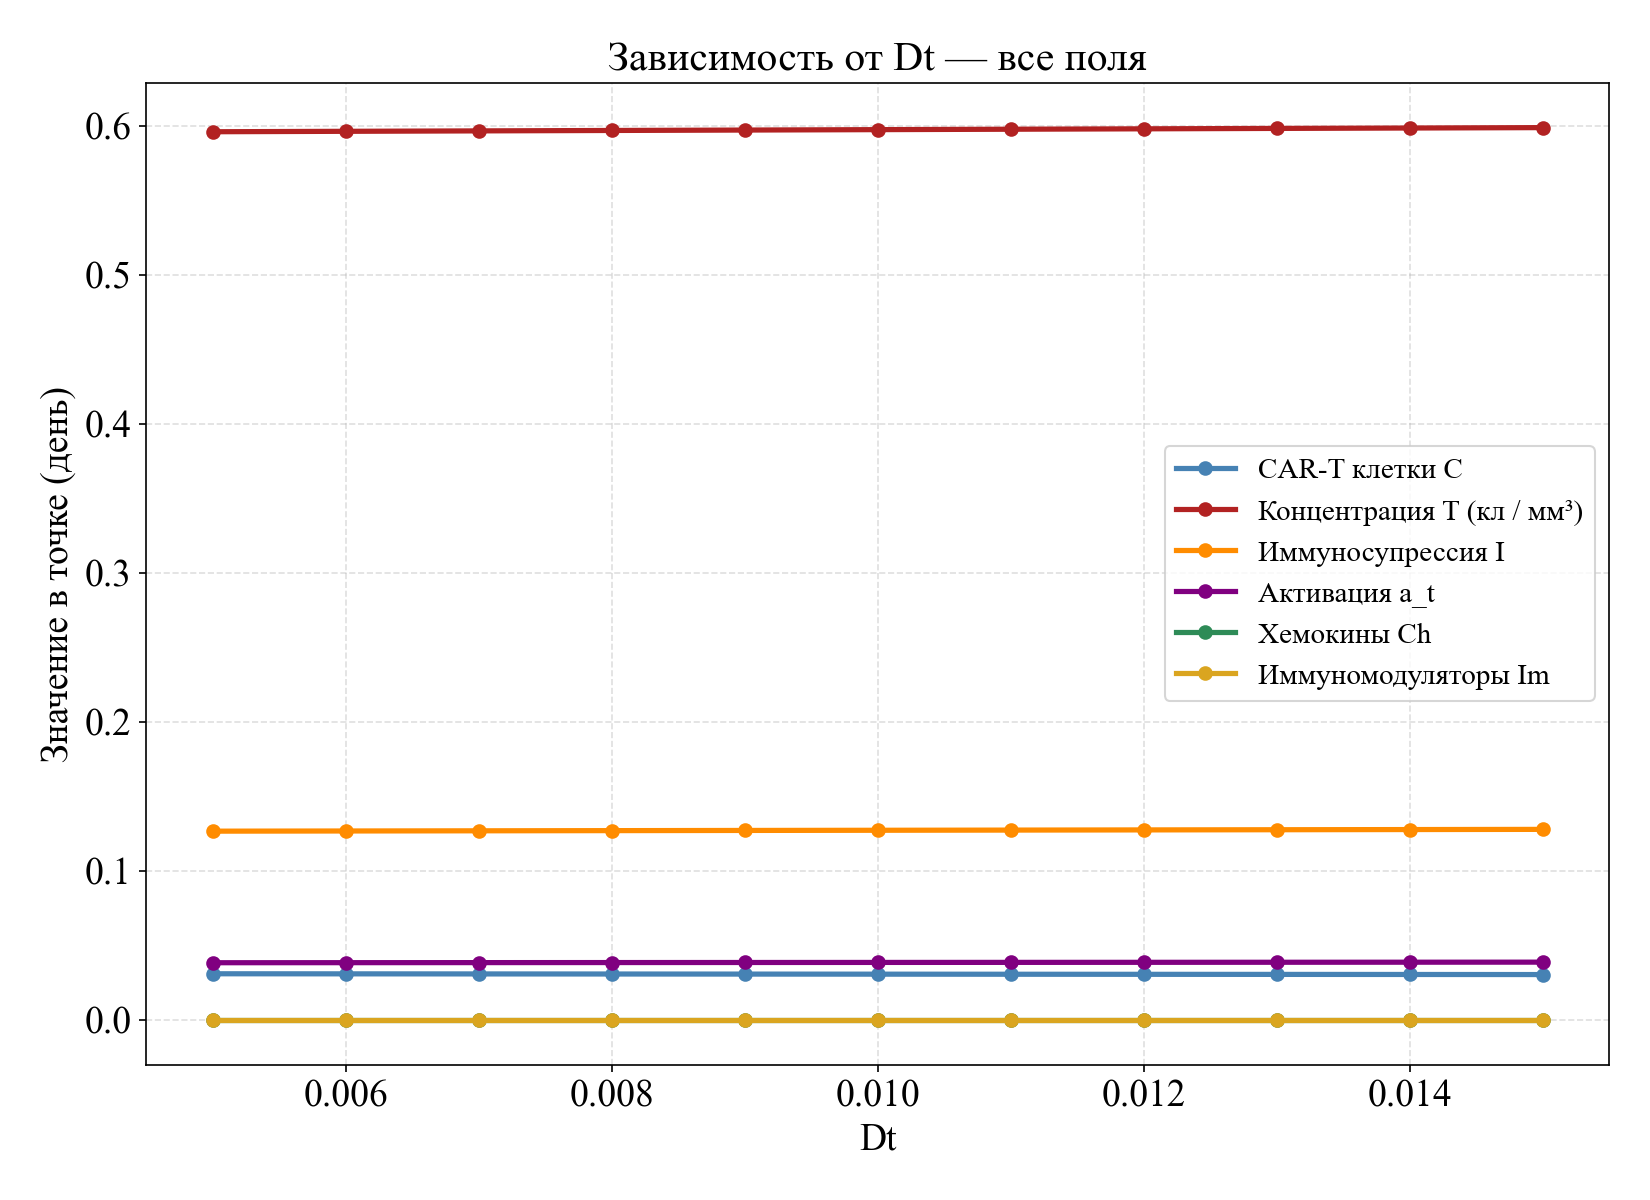 Зависимость от Dt — все поля
Значение в точке (день)
0.6
0.5
0.4
0.3
0.2
0.1
0.0
CAR-T клетки C
Концентрация T (кл / мм³)
Иммуносупрессия I
Активация a_t
Хемокины Ch
Иммуномодуляторы Im
0.006 0.008 0.010 0.012 0.014
Dt